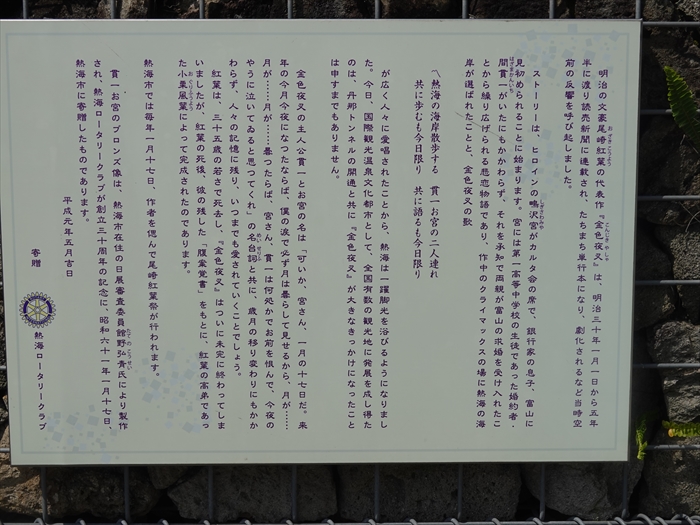 明治の文豪尾崎紅葉の代表作『金色夜叉』は、明治三十年一月一日から五年
半に渡り読売新聞に連載され、たちまち単行本になり、劇化されるなど当時空
前の反響を呼び起しました。
ストーリーは、ヒロインの鴫沢宮がカルタ会の席で、銀行家の息子、富山に
見初められることに始まります。宮には第一高等中学校の生徒であった婚約者・
間貫一がいたにもかかわらず、それを承知で両親が富山の求婚を受け入れたこ
とから繰り広げられる悲恋物語であり、作中のクライマックスの場に熱海の海
岸が選ばれたことと、金色夜叉の歌
〽熱海の海岸散歩する 貫一お宮の二人連れ
共に歩むも今日限り 共に語るも今日限り
が広く人々に愛唱されたことから、熱海は一躍脚光を浴びるようになりまし
た。今日、国際観光温泉文化都市として、全国有数の観光地に発展を成し得た
のは、丹那トンネルの開通と共に『金色夜叉』が大きなきっかけになったこと
は申すまでもありません。
金色夜叉の主人公貫一とお宮の名は「可いか、宮さん、一月の十七日だ。来
年の今月今夜になったならば、僕の涙で必ず月は曇らして見せるから、月が……
月が……月が……曇ったらば、宮さん、貫一は何処かでお前を恨んで、今夜の
やうに泣いてゐると思つてくれ」の名台詞と共に、歳月の移り変わりにもかか
わらず、人々の記憶に残り、いつまでも愛されていくことでしょう。
紅葉は、三十五歳の若さで死去し、『金色夜叉』はついに未完に終わってしま
いましたが、紅葉の死後、彼の残した「腹案覚書」をもとに、紅葉の高弟であっ
た小栗風葉によって完成されたのであります。
熱海市では毎年一月十七日、作者を偲んで尾崎紅葉祭が行われます。
貫一お宮のブロンズ像は、熱海市在住の日展審査委員館野弘青氏により製作
され、熱海ロータリークラブが創立三十周年の記念に、昭和六十一年一月十七日、
熱海市に寄贈したものであります。
平成元年五月吉日
寄贈
熱海ロータリークラブ